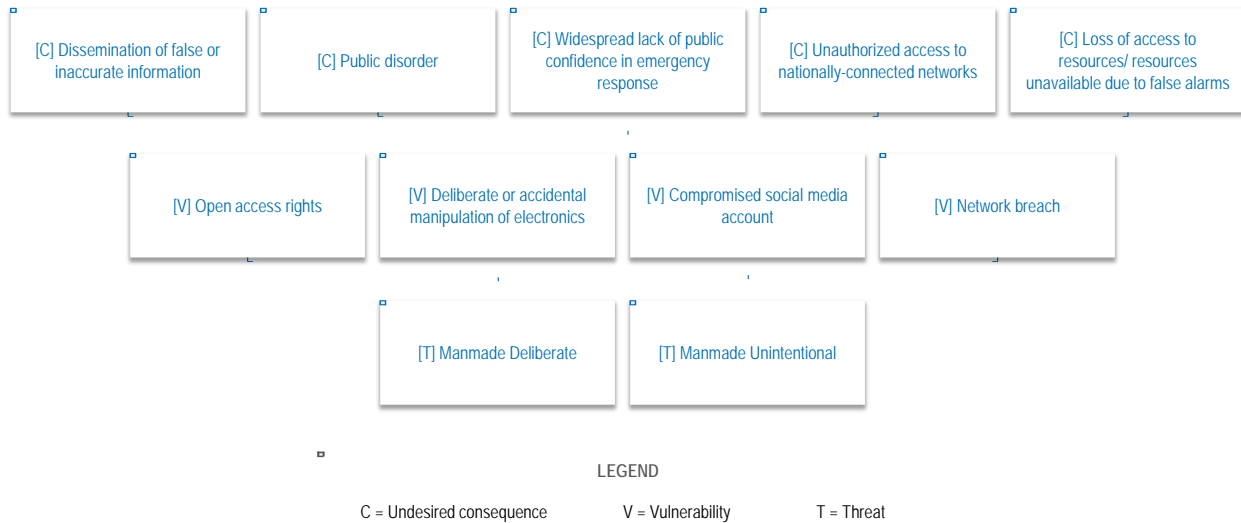 [C] Dissemination of false or
inaccurate information
[C] Public disorder
[C] Widespread lack of public
confidence in emergency
response
[C] Unauthorized access to
nationally-connected networks
[C] Loss of access to
resources/ resources
unavailable due to false alarms
[V] Open access rights
[V] Deliberate or accidental
manipulation of electronics
[V] Compromised social media
account
[V] Network breach
[T] Manmade Deliberate
[T] Manmade Unintentional
LEGEND
C = Undesired consequence
V = Vulnerability
T = Threat